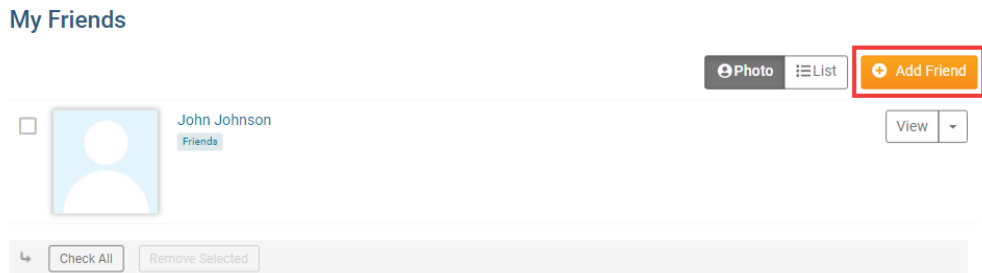 My Friends
Photo List Add Friend
John Johnson View
Friends
Check All Remove Selected